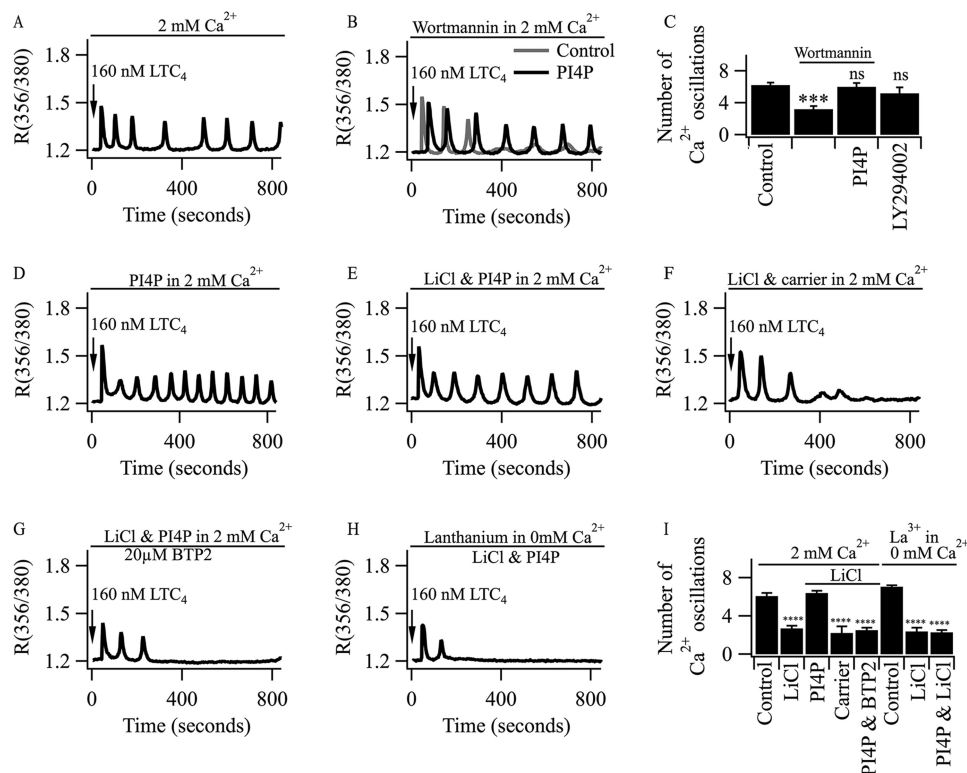 A
2 mM Ca2+
R(356/380)
1.8
1.5
1.2
160 nM LTC4
0
400
800
Time (seconds)
B
Wortmannin in 2 mM Ca2+
Control
PI4P
R(356/380)
1.8
1.5
1.2
160 nM LTC4
0
400
800
Time (seconds)
C
Number of
Ca2+ oscillations
8
4
0
Wortmannin
***
ns
ns
Control
PI4P
LY294002
D
PI4P in 2 mM Ca2+
R(356/380)
1.8
1.5
1.2
160 nM LTC4
0
400
800
Time (seconds)
E
LiCl & PI4P in 2 mM Ca2+
R(356/380)
1.8
1.5
1.2
160 nM LTC4
0
400
800
Time (seconds)
F
LiCl & carrier in 2 mM Ca2+
R(356/380)
1.8
1.5
1.2
160 nM LTC4
0
400
800
Time (seconds)
G
LiCl & PI4P in 2 mM Ca2+
20μM BTP2
R(356/380)
1.8
1.5
1.2
160 nM LTC4
0
400
800
Time (seconds)
H
Lanthanium in 0mM Ca2+
LiCl & PI4P
R(356/380)
1.8
1.5
1.2
160 nM LTC4
0
400
800
Time (seconds)
I
Number of
Ca2+ oscillations
8
4
0
2 mM Ca2+
La3+ in
0 mM Ca2+
LiCl
****
****
****
****
****
Control
LiCl
PI4P
Carrier
PI4P & BTP2
Control
LiCl
PI4P & LiCl